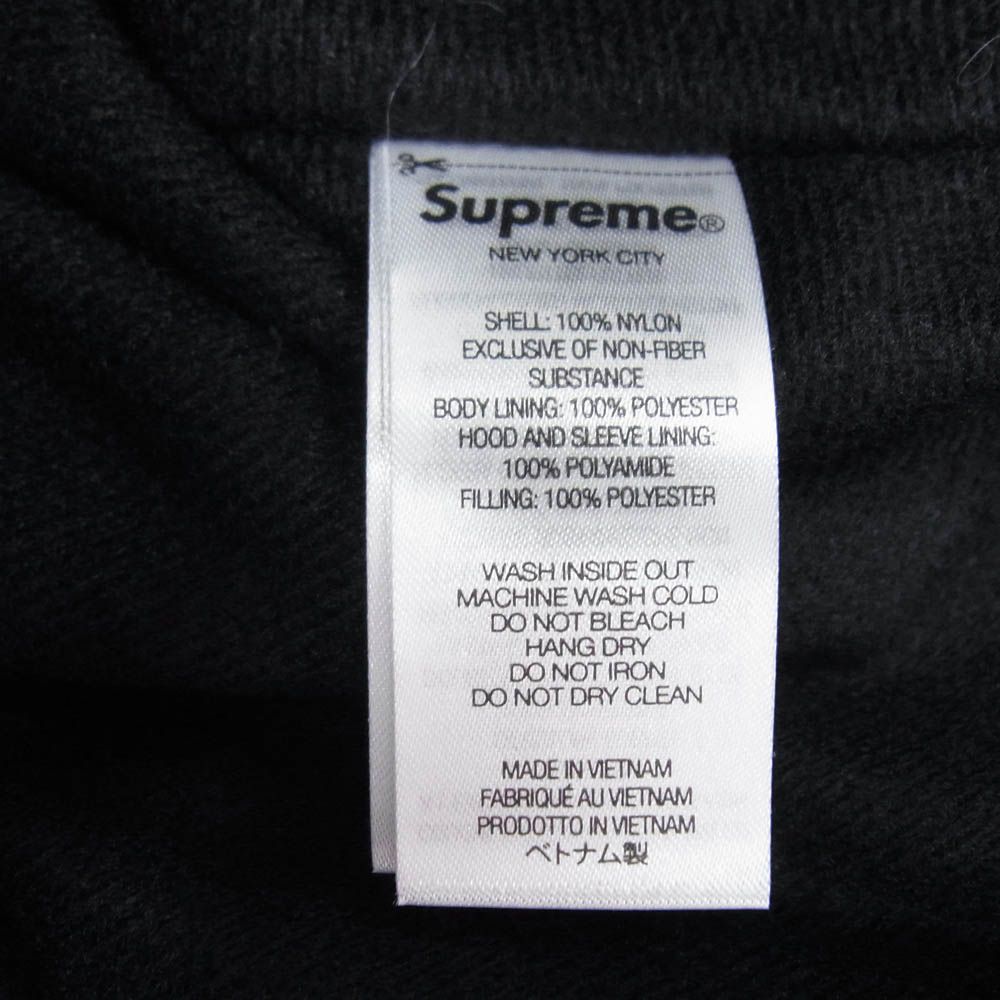 Supreme®
NEW YORK CITY
SHELL: 100% NYLON
EXCLUSIVE OF NON-FIBER
SUBSTANCE
BODY LINING: 100% POLYESTER
HOOD AND SLEEVE LINING:
100% POLYAMIDE
FILLING: 100% POLYESTER
WASH INSIDE OUT
MACHINE WASH COLD
DO NOT BLEACH
HANG DRY
DO NOT IRON
DO NOT DRY CLEAN
MADE IN VIETNAM
FABRIQUÉ AU VIETNAM
PRODOTTO IN VIETNAM
ベトナム製